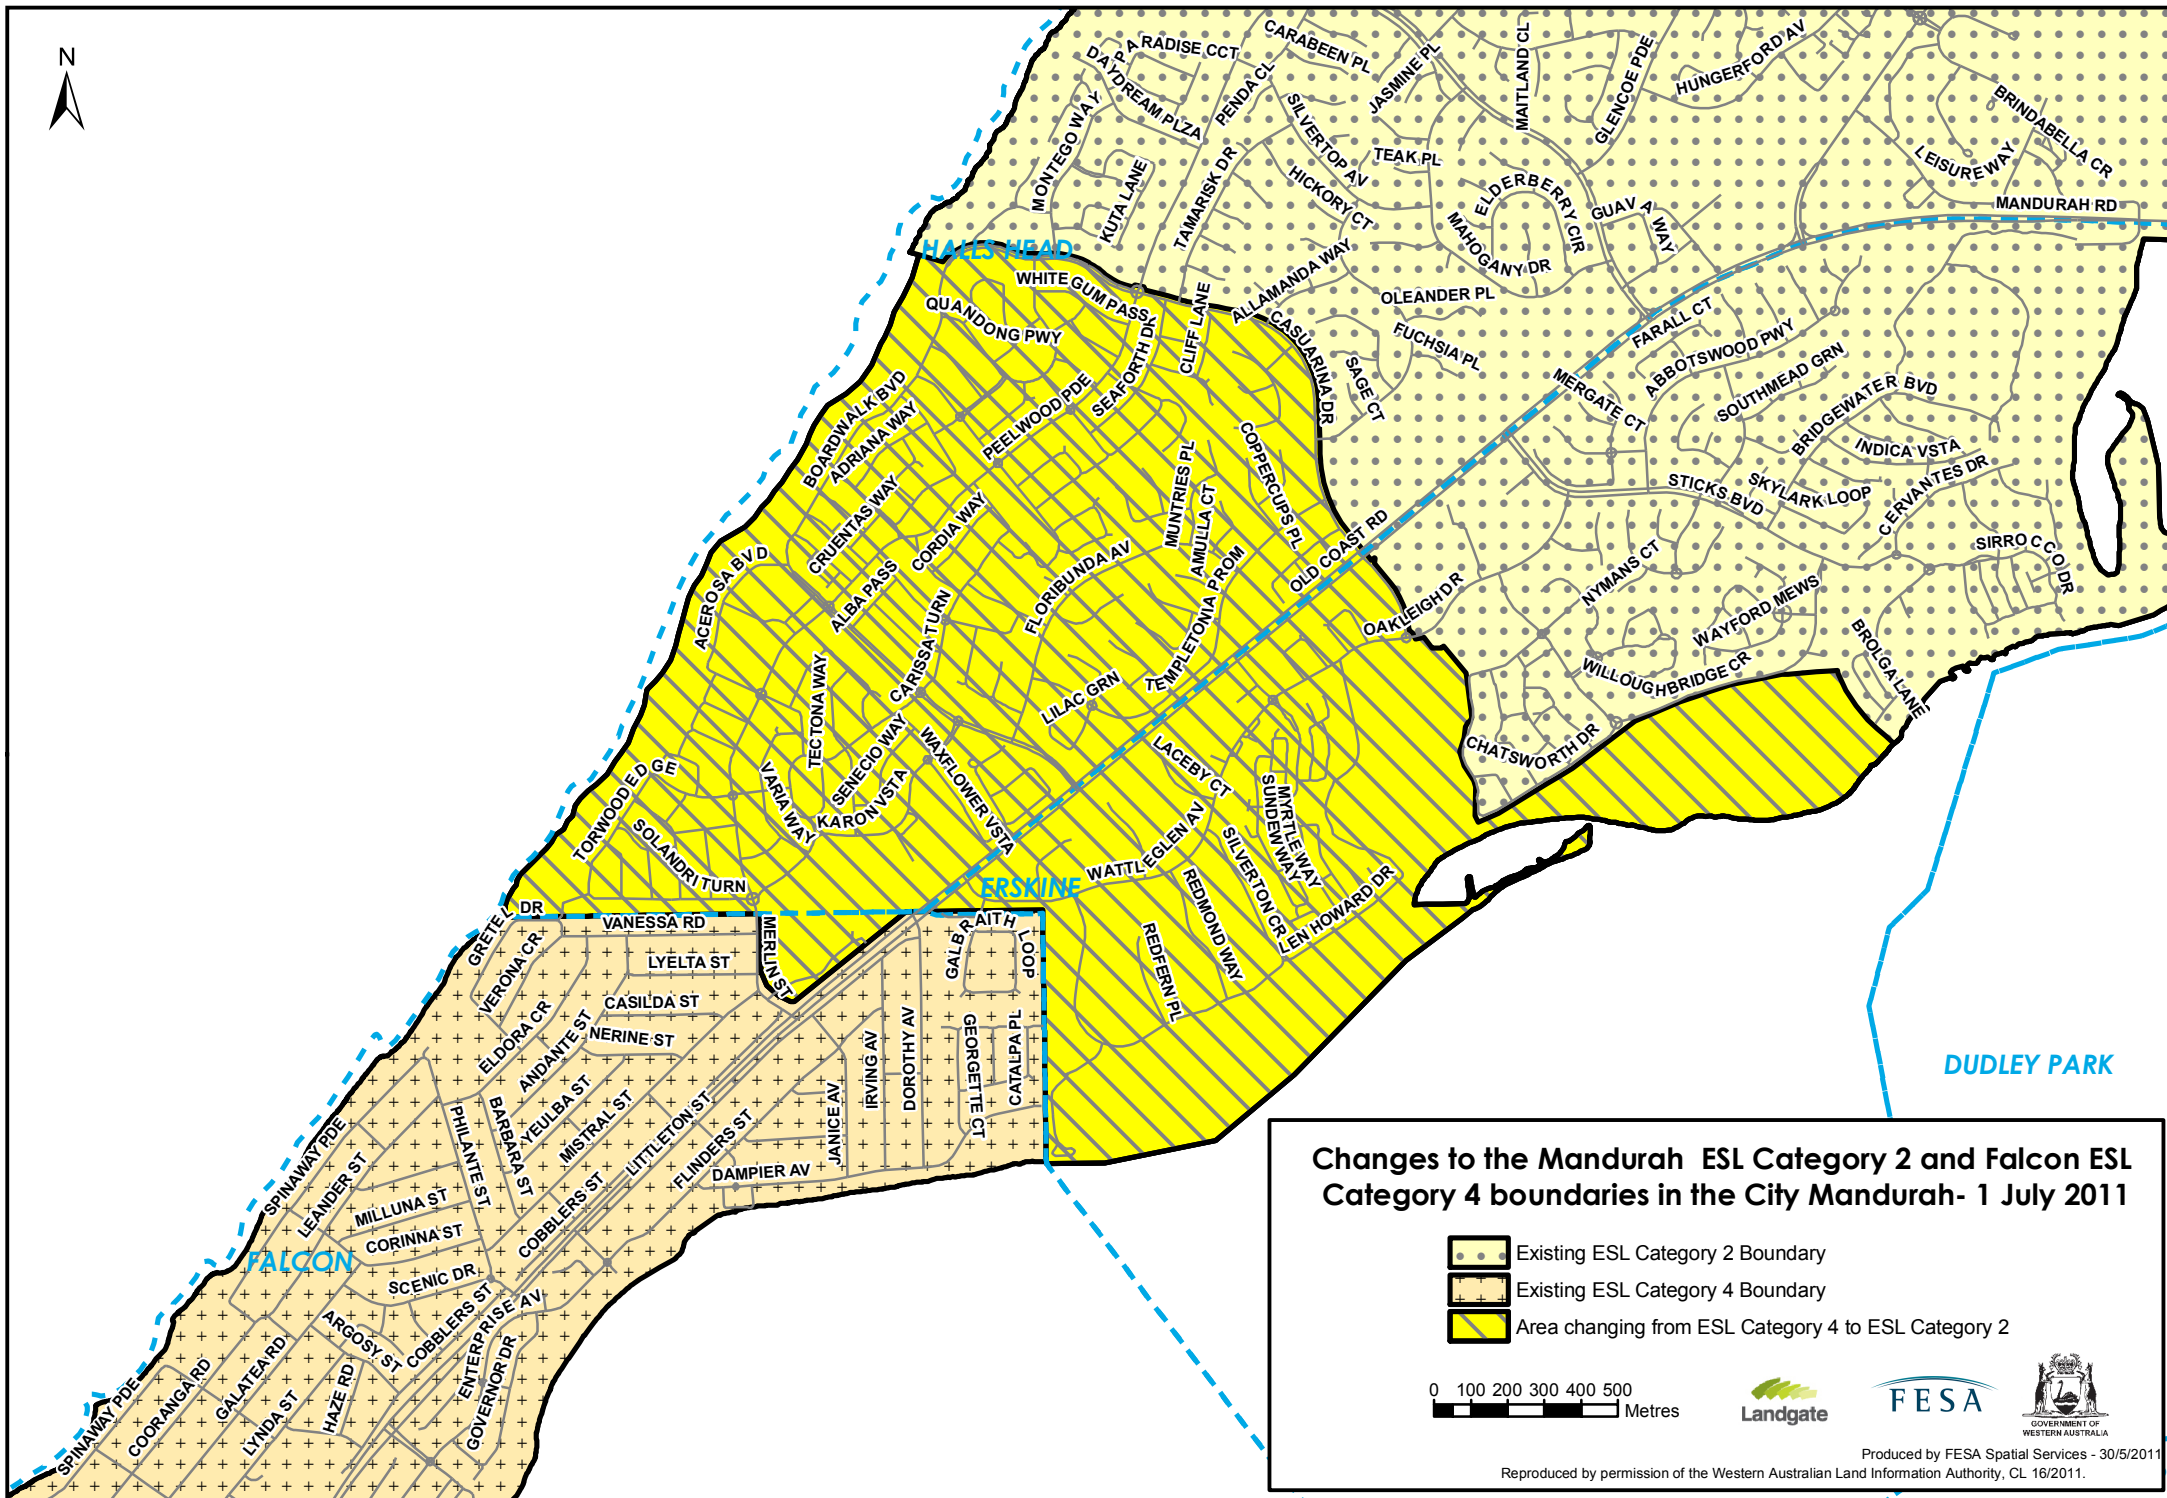 N
PARADISE CCT
CARABEEN PL
DAYDREAM PLZA
PENDA CL
JASMINE PL
MAITLAND CL
GLENCOE PDE
HUNGERFORD AV
BRINDABELLA CR
LEISURE WAY
MANDURAH RD
MONTEGO WAY
KUTA LANE
TAMARISK DR
SILVERTOP AV
HICKORY CT
TEAK PL
ELDERBERRY CIR
GUAVA WAY
MAHOGANY DR
HALLS HEAD
WHITE GUM PASS
QUANDONG PWY
CLIFF LANE
ALLAMANDA WAY
OLEANDER PL
CASUARINA DR
FUCHSIA PL
SAGE CT
FARALL CT
ABBOTSWOOD PWY
MERGATE CT
SOUTHMEAD GRN
BRIDGEWATER BVD
INDICA VSTA
BOARDWALK BVD
ADRIANA WAY
PEELWOOD PDE
SEAFORTH DR
COPPERCUPS PL
MUNTRIES PL
AMULLA CT
CRUENTAS WAY
CORDIA WAY
STICKS BVD
SKYLARK LOOP
CERVANTES DR
SIRROCCO DR
OLD COAST RD
ACEROSA BVD
ALBA PASS
FLORIBUNDA AV
TEMPLETONIA PROM
OAKLEIGH DR
NYMANS CT
WAYFORD MEWS
WILLOUGHBRIDGE CR
BROLGA LANE
CARISSA TURN
TECTONA WAY
LILAC GRN
SENECIO WAY
WAXFLOWER VSTA
LACEBY CT
CHATSWORTH DR
TORWOOD EDGE
VARIA WAY
KARON VSTA
SOLANDRI TURN
WATTLEGLEN AV
SUNDEW WAY
MYRTLE WAY
SILVERTON CR
REDMOND WAY
LEN HOWARD DR
REDFERN PL
ERSKINE
GRETEL DR
VANESSA RD
MERLIN ST
GALBRAITH LOOP
VERONA CR
LYELTA ST
CASILDA ST
ELDORA CR
ANDANTE ST
NERINE ST
IRVING AV
DOROTHY AV
GEORGETTE CT
CATALPA PL
JANICE AV
DUDLEY PARK
SPINAWAY PDE
LEANDER ST
PHILANTE ST
BARBARA ST
YEULBA ST
MISTRAL ST
LITTLETON ST
FLINDERS ST
DAMPIER AV
MILLUNA ST
CORINNA ST
COBBLERS ST
FALCON
SCENIC DR
ARGOSY ST
COBBLERS ST
ENTERPRISE AV
GOVERNOR DR
SPINAWAY PDE
COORANGA RD
GALATEA RD
LYNDA ST
HAZE RD
Changes to the Mandurah ESL Category 2 and Falcon ESL
Category 4 boundaries in the City Mandurah- 1 July 2011
Existing ESL Category 2 Boundary
Existing ESL Category 4 Boundary
Area changing from ESL Category 4 to ESL Category 2
0 100 200 300 400 500
Metres
Landgate
FESA
GOVERNMENT OF
WESTERN AUSTRALIA
Produced by FESA Spatial Services - 30/5/2011
Reproduced by permission of the Western Australian Land Information Authority, CL 16/2011.